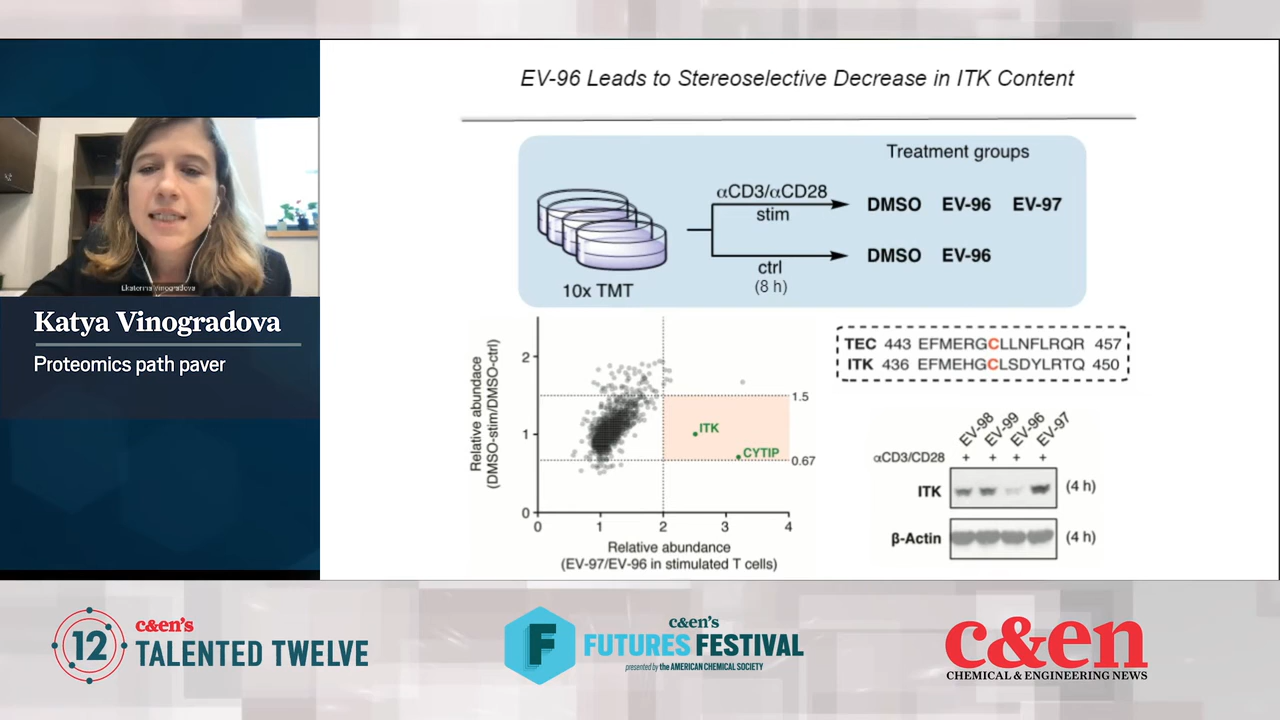 EV-96 Leads to Stereoselective Decrease in ITK Content
Treatment groups
αCD3/αCD28
stim
DMSO EV-96 EV-97
ctrl
(8 h)
DMSO EV-96
10x TMT
Ekaterina Vinogradova
Katya Vinogradova
Proteomics path paver
Relative abundace
(DMSO-stim/DMSO-ctrl)
2
1
0
1.5
0.67
ITK
CYTIP
0 1 2 3 4
Relative abundance
(EV-97/EV-96 in stimulated T cells)
TEC 443 EFMERGCLLNFLRQR 457
ITK 436 EFMEHGCLSDYLRTQ 450
EV-98 EV-99 EV-96 EV-97
αCD3/CD28 + + + +
ITK (4 h)
β-Actin (4 h)
12
c&en's
TALENTED TWELVE
F
c&en's
FUTURES FESTIVAL
presented by the AMERICAN CHEMICAL SOCIETY
c&en
CHEMICAL & ENGINEERING NEWS